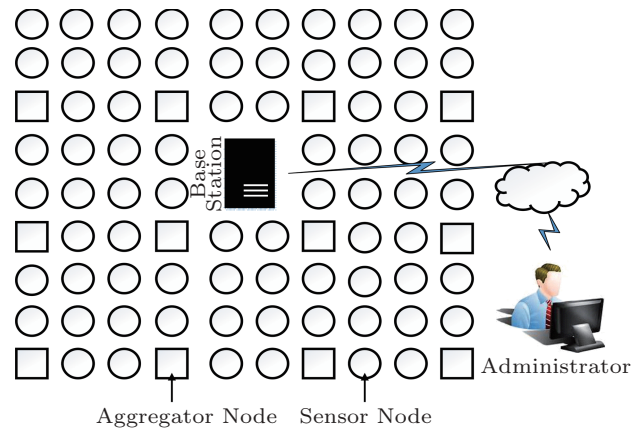 Base
Station
Administrator
Aggregator Node
Sensor Node